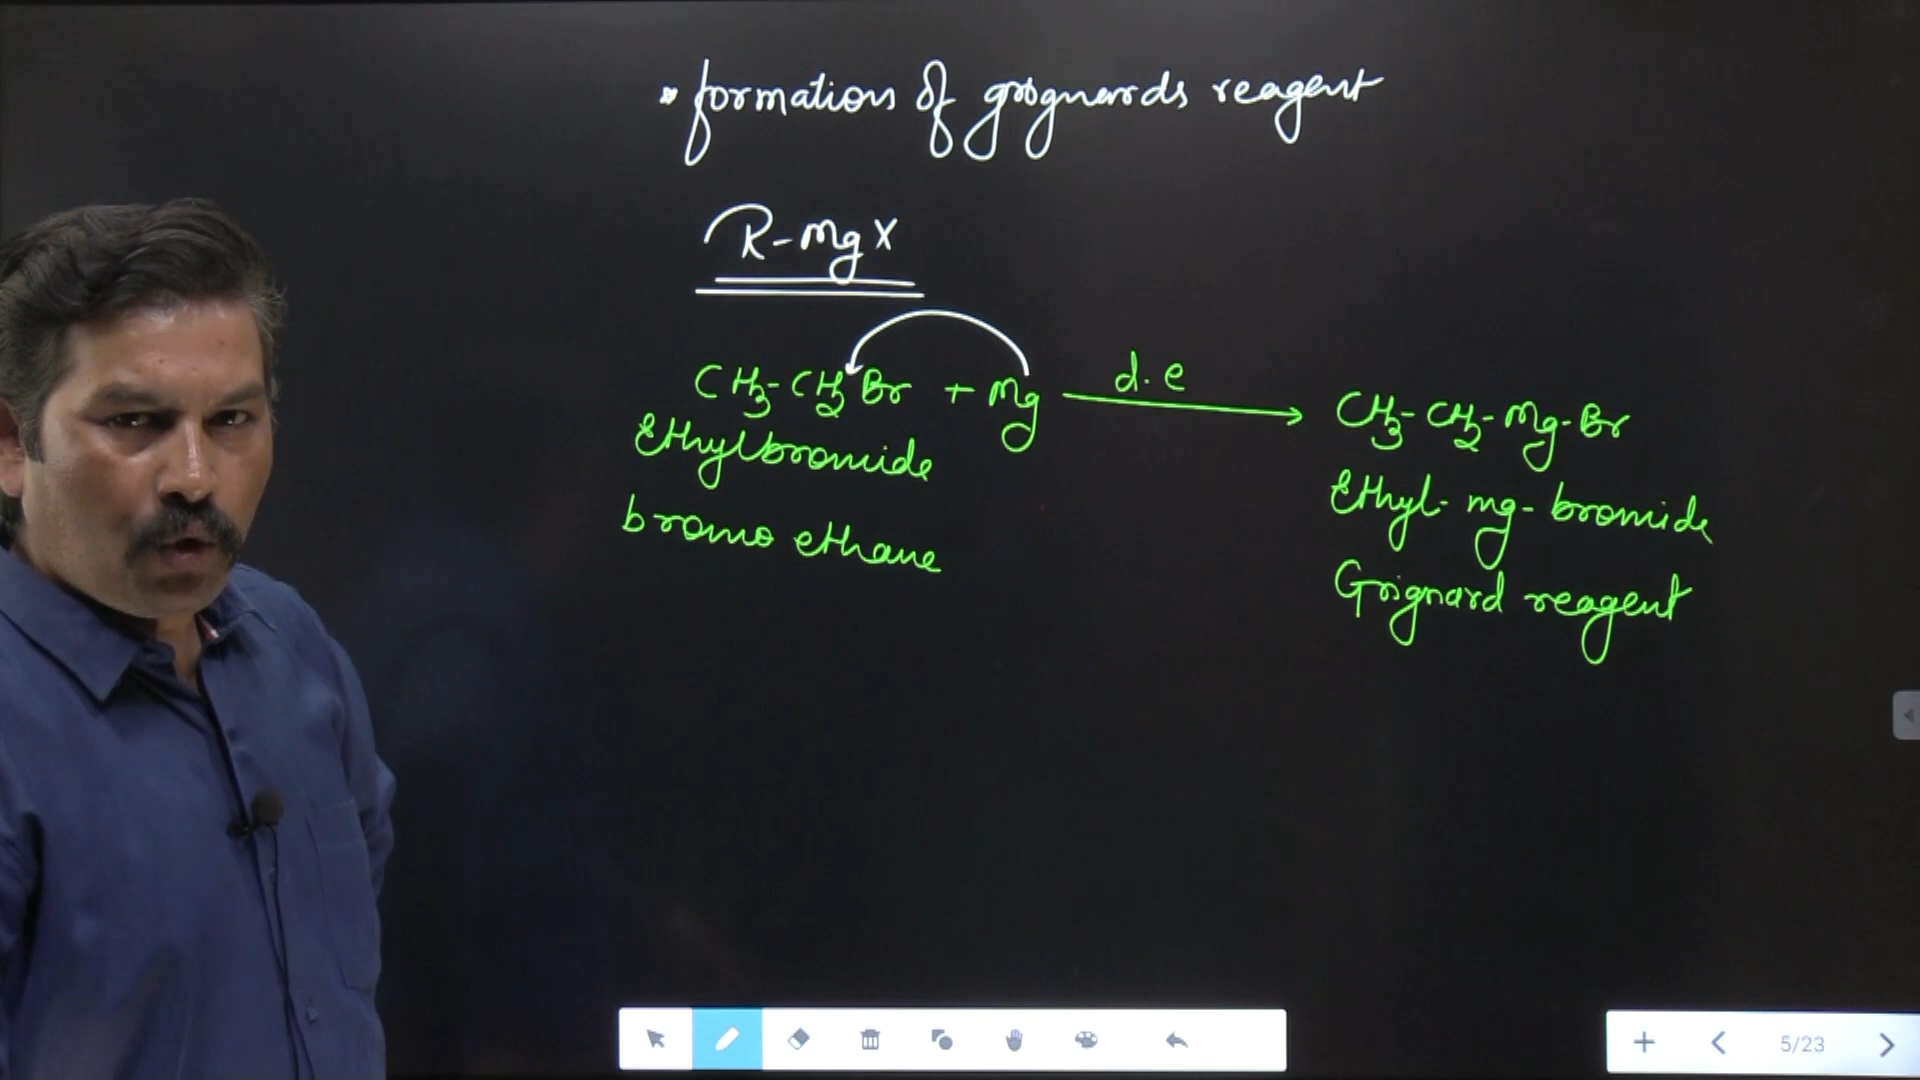 * formation of grignards reagent
R-MgX
CH₃-CH₂Br + Mg d.e CH₃-CH₂-Mg-Br
Ethylbromide
bromo ethane
Ethyl-mg-bromide
Grignard reagent
5/23